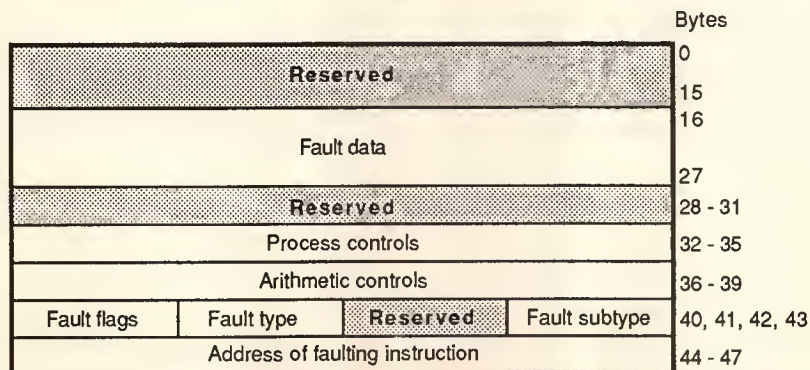 Bytes
0
Reserved
15
16
Fault data
27
Reserved 28 - 31
Process controls 32 - 35
Arithmetic controls 36 - 39
Fault flags Fault type Reserved Fault subtype 40, 41, 42, 43
Address of faulting instruction 44 - 47